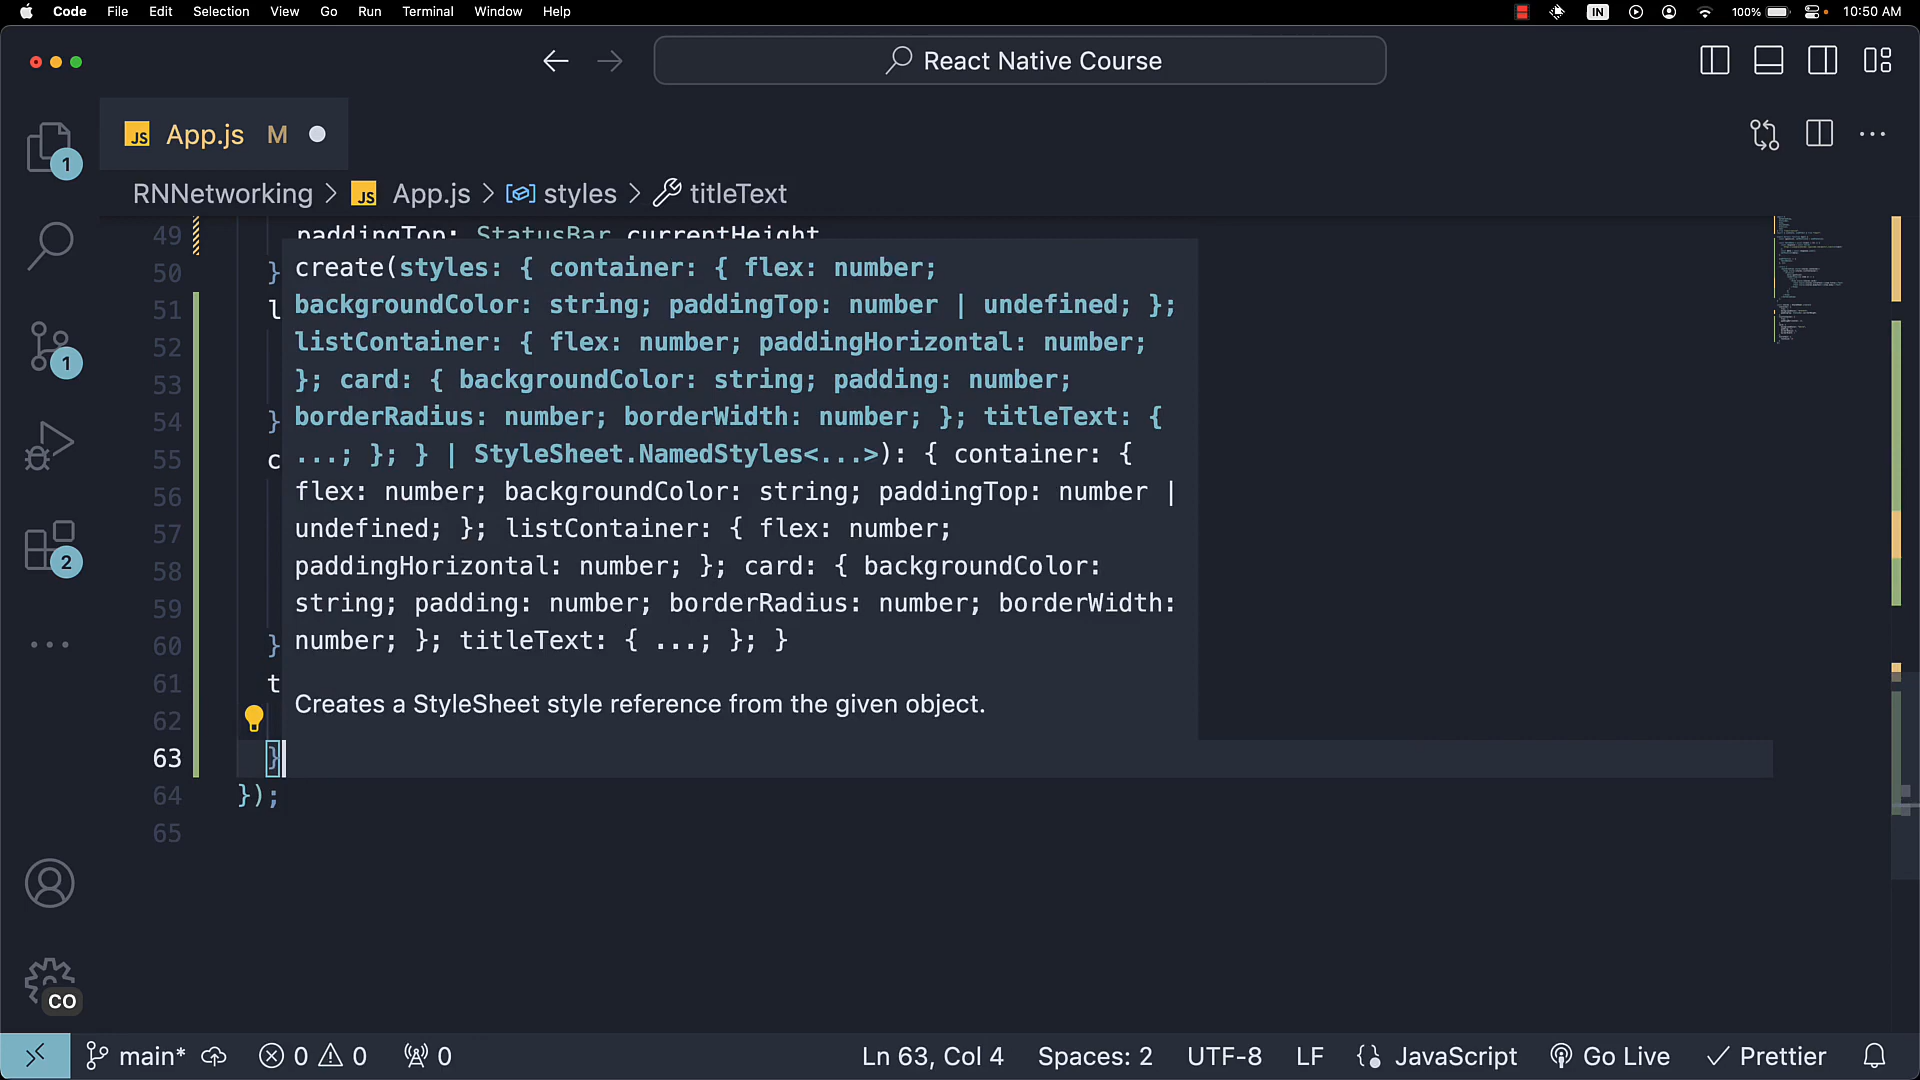 Code File Edit Selection View Go Run Terminal Window Help IN 100% 10:50 AM
React Native Course
JS App.js M
1
RNNetworking > JS App.js > styles > titleText
49 paddingTop: StatusBar.currentHeight
50 }
51 l
52
53
54 }
55 c
56
57
58
59
60 }
61 t
62
63 }
64 });
65
create(styles: { container: { flex: number;
backgroundColor: string; paddingTop: number | undefined; };
listContainer: { flex: number; paddingHorizontal: number;
}; card: { backgroundColor: string; padding: number;
borderRadius: number; borderWidth: number; }; titleText: {
...; }; } | StyleSheet.NamedStyles<...>): { container: {
flex: number; backgroundColor: string; paddingTop: number |
undefined; }; listContainer: { flex: number;
paddingHorizontal: number; }; card: { backgroundColor:
string; padding: number; borderRadius: number; borderWidth:
number; }; titleText: { ...; }; }
Creates a StyleSheet style reference from the given object.
1
2
CO
main* 0 0 0 Ln 63, Col 4 Spaces: 2 UTF-8 LF JavaScript Go Live Prettier